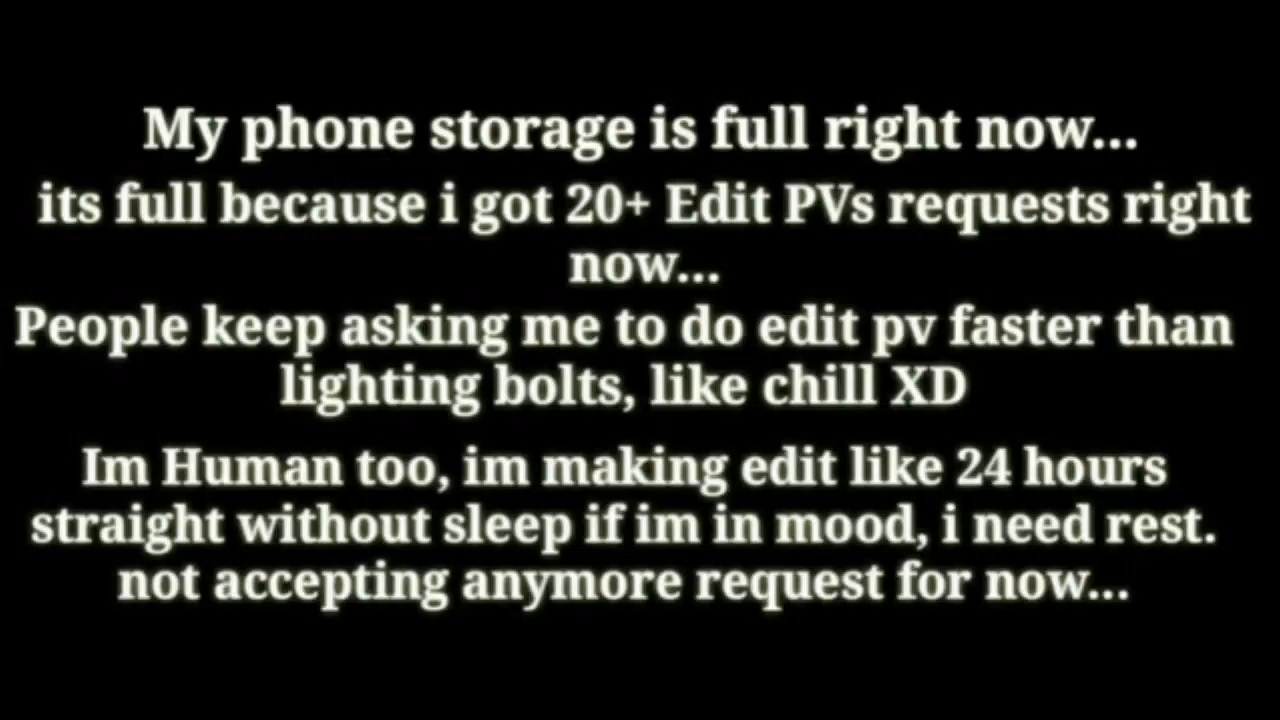 My phone storage is full right now...
its full because i got 20+ Edit PVs requests right
now...
People keep asking me to do edit pv faster than
lighting bolts, like chill XD
Im Human too, im making edit like 24 hours
straight without sleep if im in mood, i need rest.
not accepting anymore request for now...